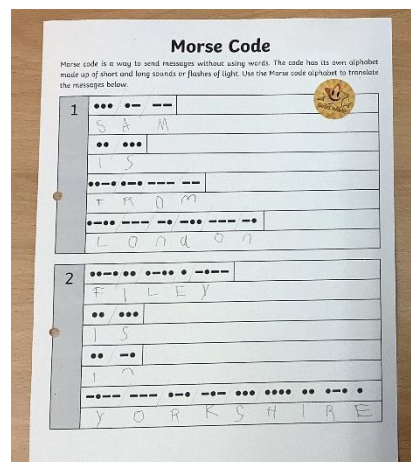 Morse Code
Morse code is a way to send messages without using words. The code has its own alphabet
made up of short and long sounds or flashes of light. Use the Morse code alphabet to translate
the messages below.
1
••• •− −−
S A M
•• •••
I S
••−• •−• −−− −−
F R O m
•−•• −−− −• −•• −−− −•
L o n d o n
2
••−• •• •−•• • −•−−
F I L E Y
•• •••
I S
•• −•
I n
−•−− −−− •−• −•− ••• •••• •• •−• •
Y O R K S H I R E